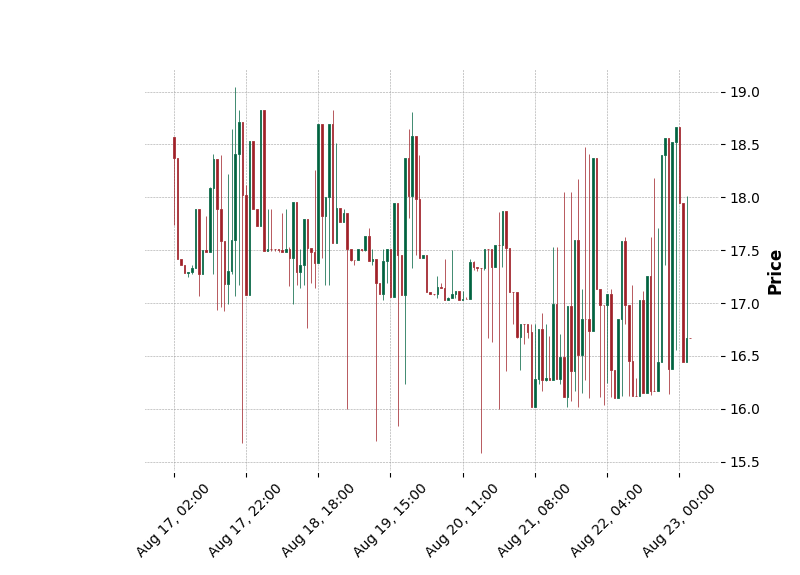 19.0
18.5
18.0
17.5
17.0
16.5
16.0
15.5
Price
Aug 17, 02:00
Aug 17, 22:00
Aug 18, 18:00
Aug 19, 15:00
Aug 20, 11:00
Aug 21, 08:00
Aug 22, 04:00
Aug 23, 00:00